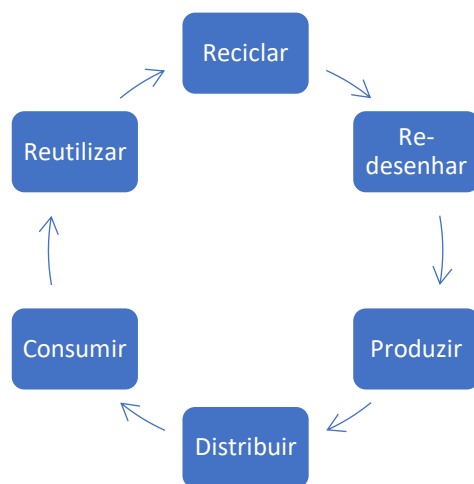 Reciclar
Re-
desenhar
Produzir
Distribuir
Consumir
Reutilizar